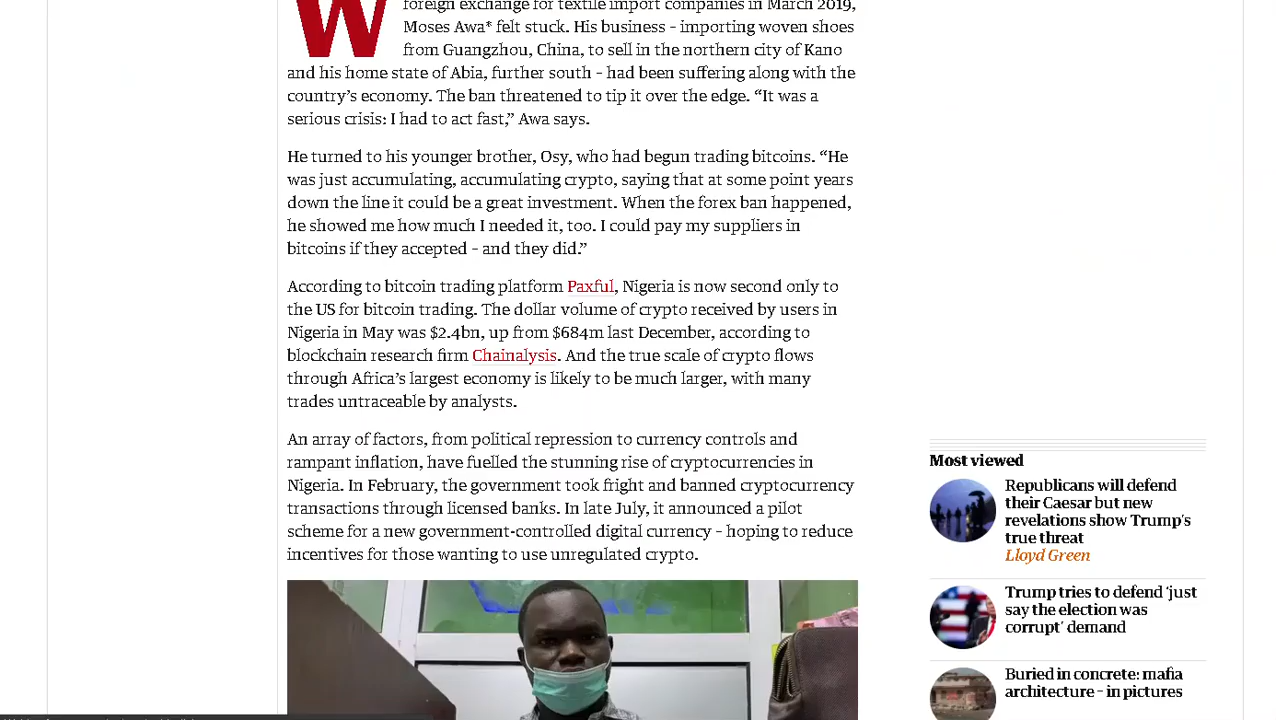 W
foreign exchange for textile import companies in March 2019,
Moses Awa* felt stuck. His business – importing woven shoes
from Guangzhou, China, to sell in the northern city of Kano
and his home state of Abia, further south – had been suffering along with the
country’s economy. The ban threatened to tip it over the edge. “It was a
serious crisis: I had to act fast,” Awa says.
He turned to his younger brother, Osy, who had begun trading bitcoins. “He
was just accumulating, accumulating crypto, saying that at some point years
down the line it could be a great investment. When the forex ban happened,
he showed me how much I needed it, too. I could pay my suppliers in
bitcoins if they accepted – and they did.”
According to bitcoin trading platform Paxful, Nigeria is now second only to
the US for bitcoin trading. The dollar volume of crypto received by users in
Nigeria in May was $2.4bn, up from $684m last December, according to
blockchain research firm Chainalysis. And the true scale of crypto flows
through Africa’s largest economy is likely to be much larger, with many
trades untraceable by analysts.
An array of factors, from political repression to currency controls and
rampant inflation, have fuelled the stunning rise of cryptocurrencies in
Nigeria. In February, the government took fright and banned cryptocurrency
transactions through licensed banks. In late July, it announced a pilot
scheme for a new government-controlled digital currency – hoping to reduce
incentives for those wanting to use unregulated crypto.
Most viewed
Republicans will defend
their Caesar but new
revelations show Trump’s
true threat
Lloyd Green
Trump tries to defend ‘just
say the election was
corrupt’ demand
Buried in concrete: mafia
architecture – in pictures